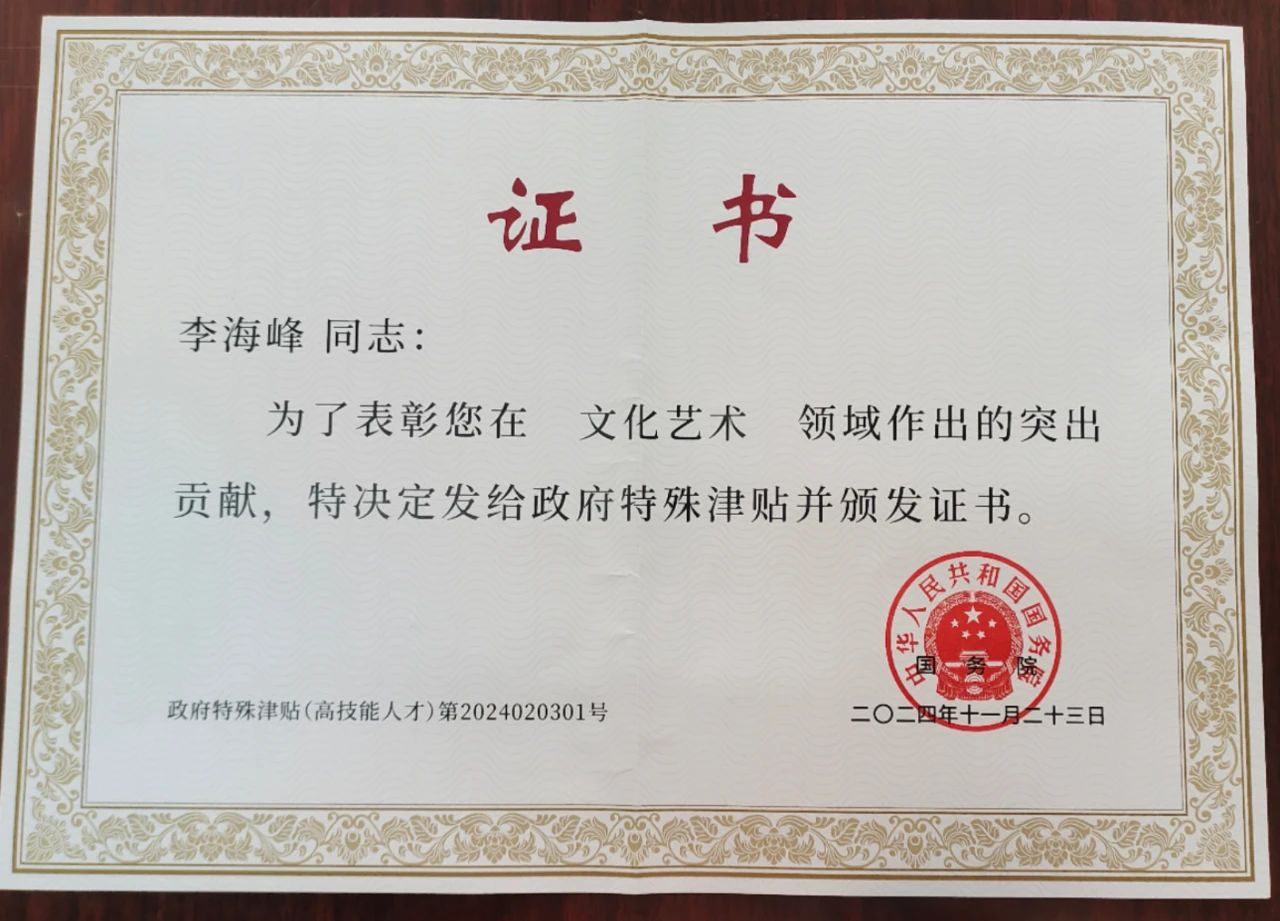 证 书
李海峰 同志：
为了表彰您在 文化艺术 领域作出的突出
贡献，特决定发给政府特殊津贴并颁发证书。
中华人民共和国国务院
国务院
政府特殊津贴(高技能人才)第2024020301号
二〇二四年十一月二十三日